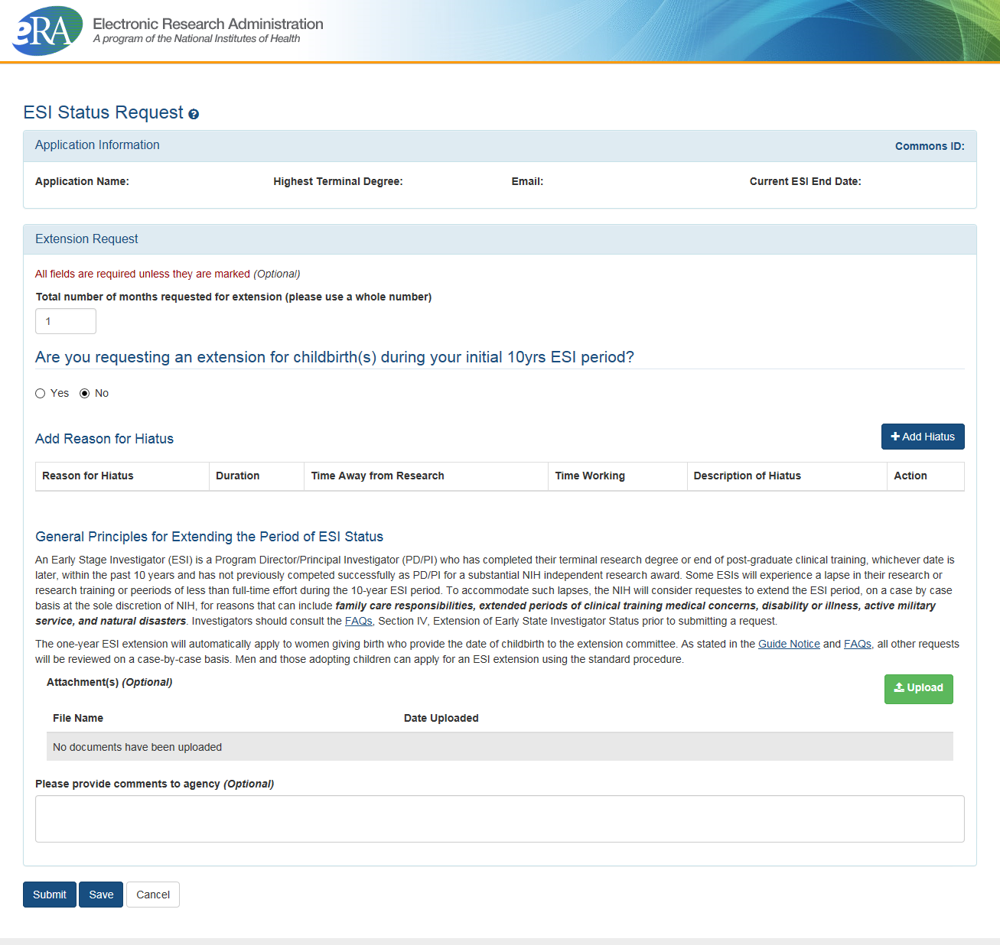 eRA
Electronic Research Administration
A program of the National Institutes of Health
ESI Status Request ?
Application Information
Commons ID:
Application Name: Highest Terminal Degree: Email: Current ESI End Date:
Extension Request
All fields are required unless they are marked (Optional)
Total number of months requested for extension (please use a whole number)
1
Are you requesting an extension for childbirth(s) during your initial 10yrs ESI period?
Yes No
Add Reason for Hiatus
+ Add Hiatus
Reason for Hiatus Duration Time Away from Research Time Working Description of Hiatus Action
General Principles for Extending the Period of ESI Status
An Early Stage Investigator (ESI) is a Program Director/Principal Investigator (PD/PI) who has completed their terminal research degree or end of post-graduate clinical training, whichever date is
later, within the past 10 years and has not previously competed successfully as PD/PI for a substantial NIH independent research award. Some ESIs will experience a lapse in their research or
research training or peeriods of less than full-time effort during the 10-year ESI period. To accommodate such lapses, the NIH will consider requestes to extend the ESI period, on a case by case
basis at the sole discretion of NIH, for reasons that can include family care responsibilities, extended periods of clinical training medical concerns, disability or illness, active military
service, and natural disasters. Investigators should consult the FAQs, Section IV, Extension of Early State Investigator Status prior to submitting a request.
The one-year ESI extension will automatically apply to women giving birth who provide the date of childbirth to the extension committee. As stated in the Guide Notice and FAQs, all other requests
will be reviewed on a case-by-case basis. Men and those adopting children can apply for an ESI extension using the standard procedure.
Attachment(s) (Optional)
Upload
File Name Date Uploaded
No documents have been uploaded
Please provide comments to agency (Optional)
Submit Save Cancel